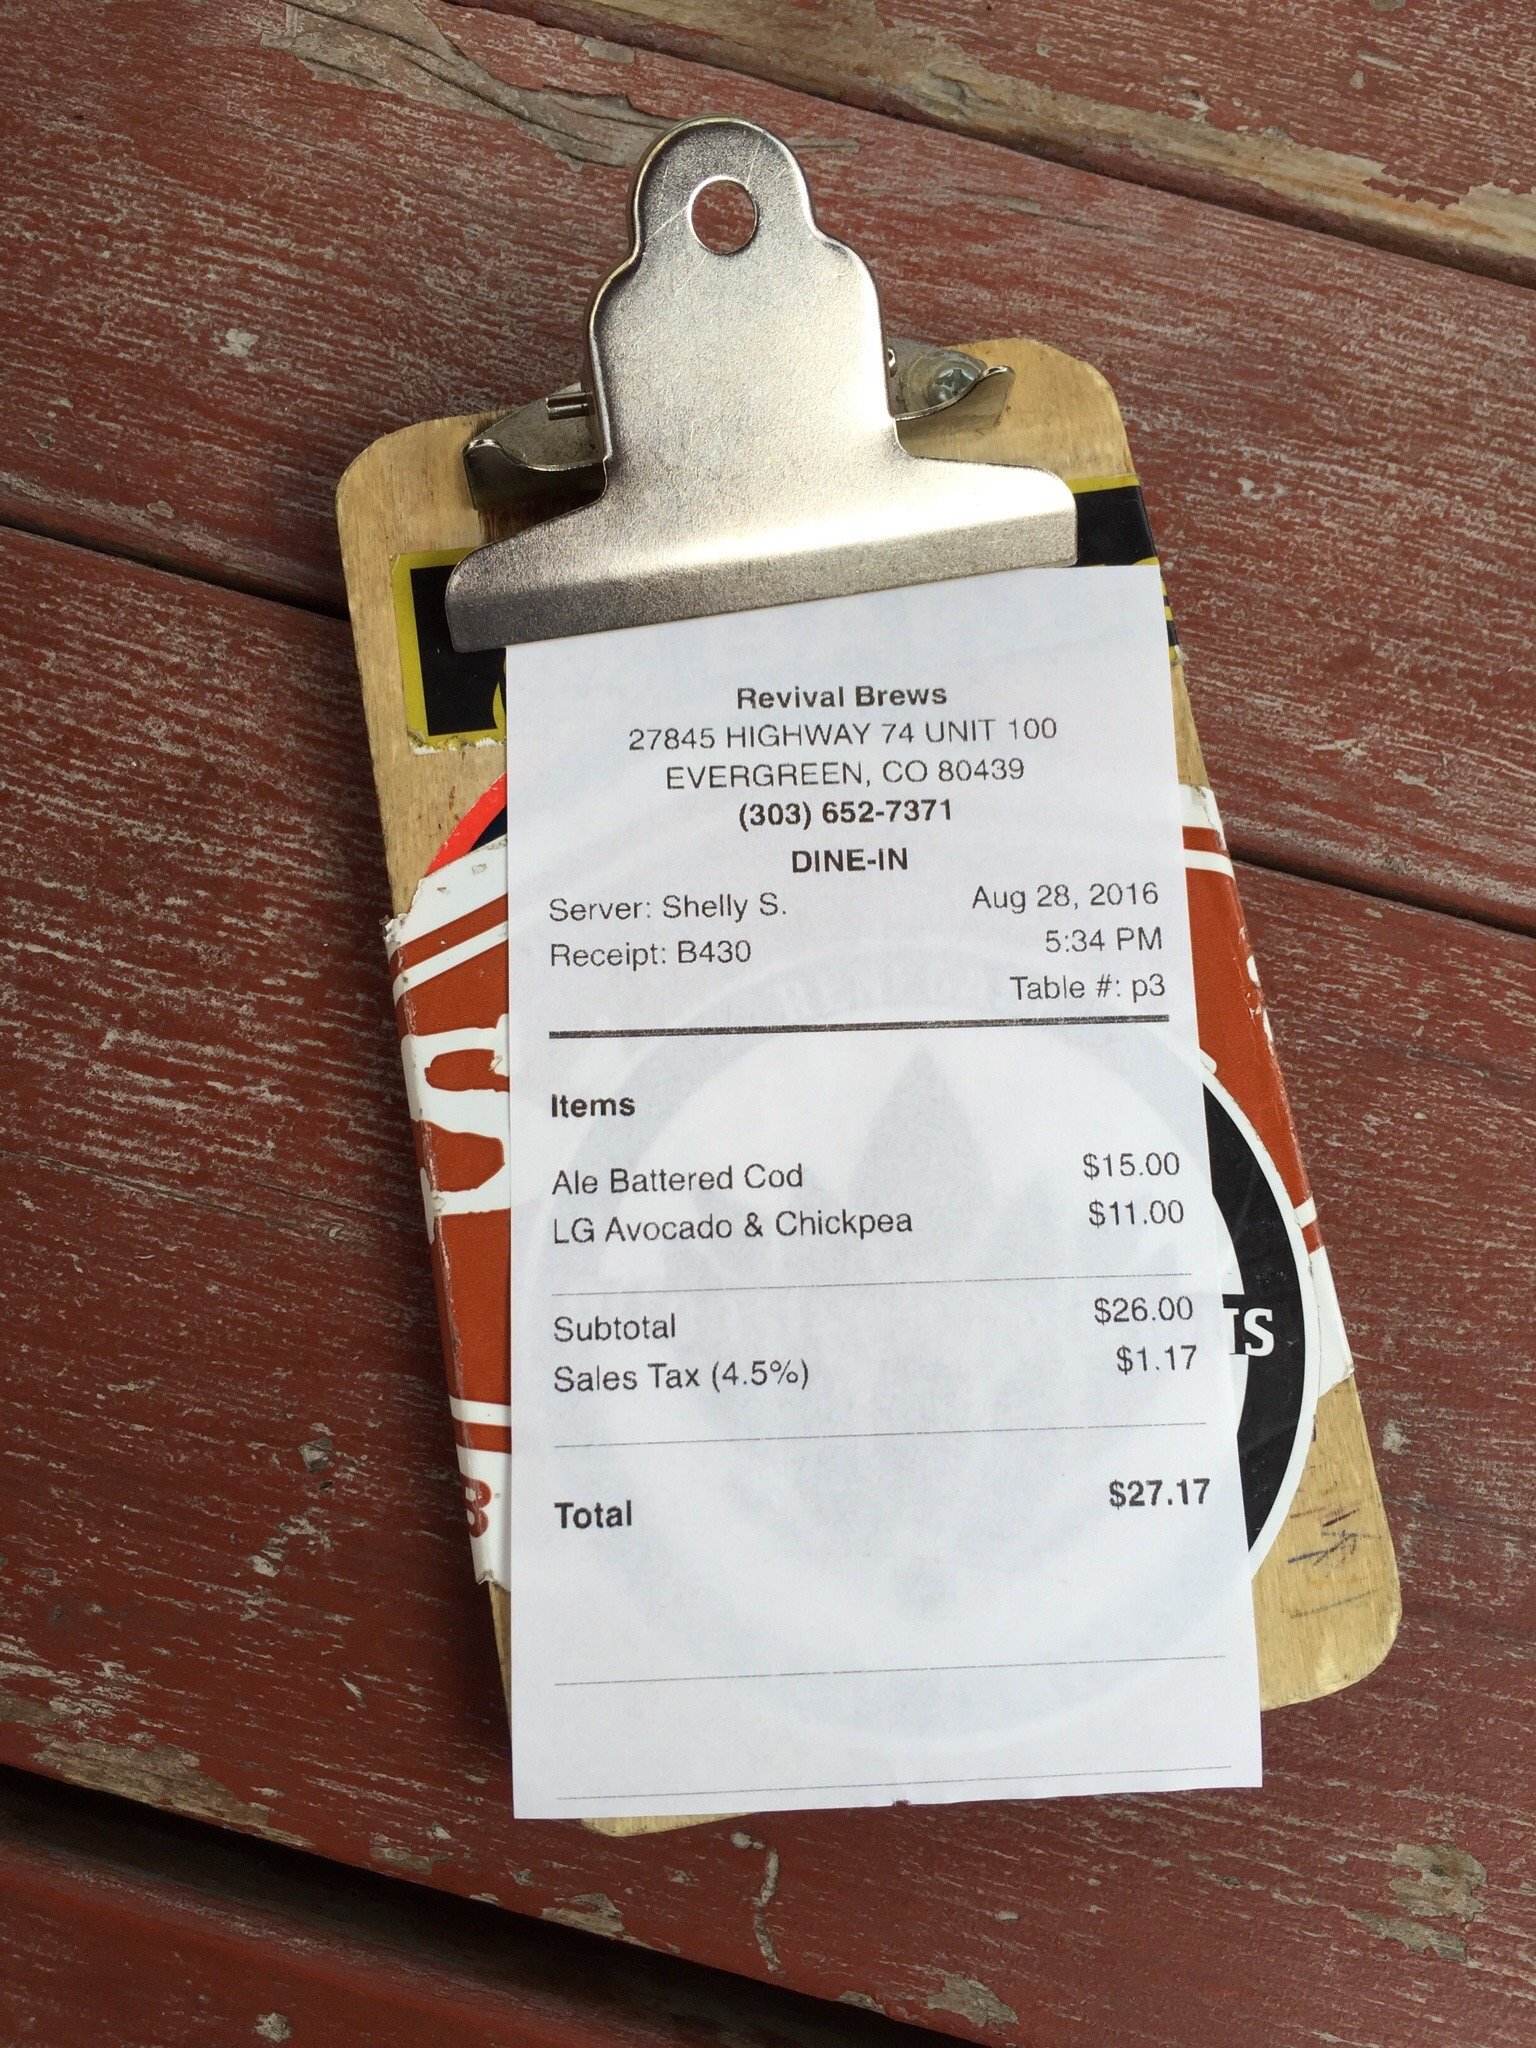 Revival Brews
27845 HIGHWAY 74 UNIT 100
EVERGREEN, CO 80439
(303) 652-7371
DINE-IN
Server: Shelly S. Aug 28, 2016
Receipt: B430 5:34 PM
Table #: p3
Items
Ale Battered Cod $15.00
LG Avocado & Chickpea $11.00
Subtotal $26.00
Sales Tax (4.5%) $1.17
Total $27.17